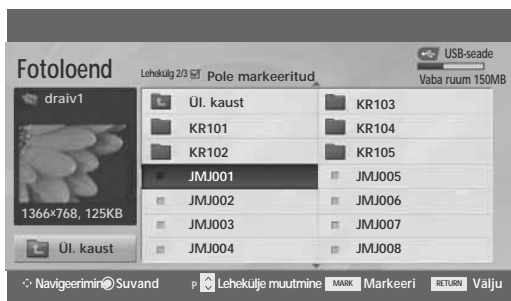 USB-seade
Fotoloend
Lehekülg 2/3 Pole markeeritud
Vaba ruum 150MB
draiv1
Ül. kaust
KR101
KR102
JMJ001
JMJ002
JMJ003
JMJ004
KR103
KR104
KR105
JMJ005
JMJ006
JMJ007
JMJ008
1366×768, 125KB
Ül. kaust
Navigeerimine Suvand P Lehekülje muutmine MARK Markeeri RETURN Välju